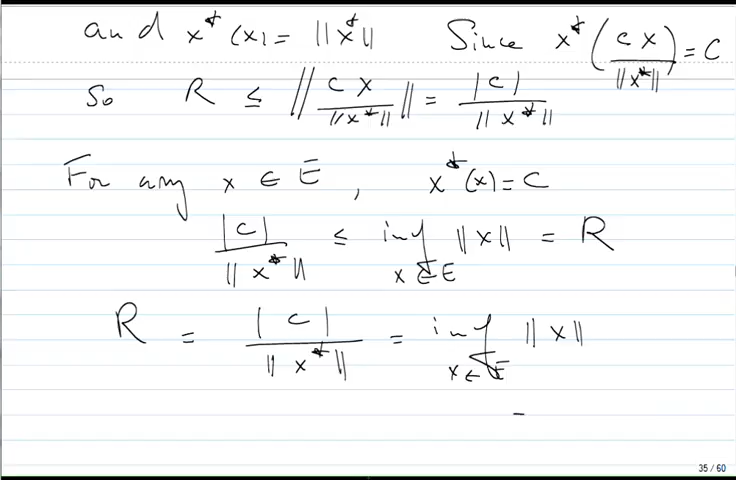 and x*(x) = ||x*|| Since x*(cx/||x*||) = C
So R ≤ ||cx/||x*|| || = |c|/||x*||
For any x ∈ E, x*(x) = C
|c|/||x*|| ≤ inf_{x∈E} ||x|| = R
R = |c|/||x*|| = inf_{x∈E} ||x||
=
35 / 60